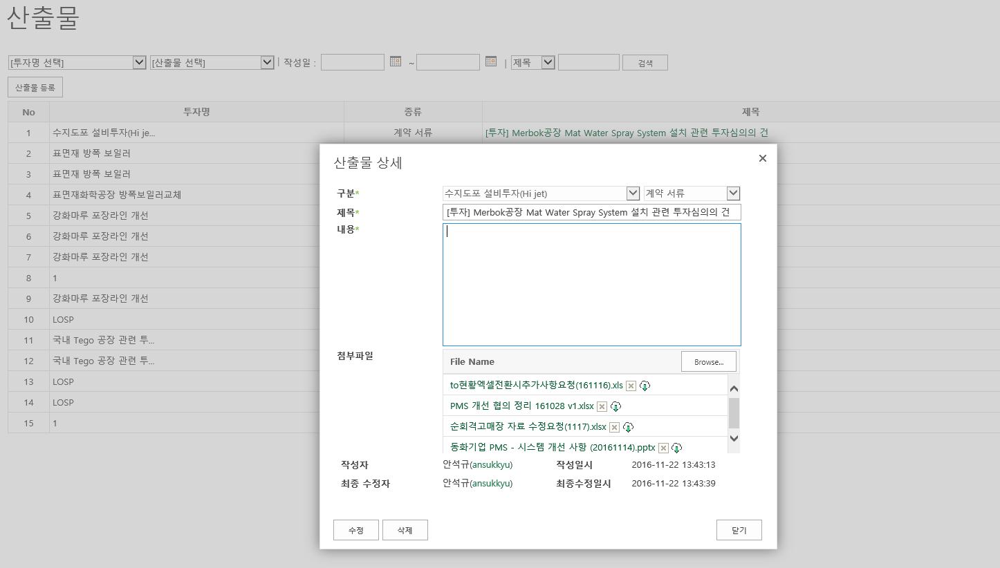 산출물
[투자명 선택] [산출물 선택] | 작성일 : ~ | 제목 검색
산출물 등록
No 투자명 종류 제목
1 수지도포 설비투자(Hi je... 계약 서류 [투자] Merbok공장 Mat Water Spray System 설치 관련 투자심의의 건
2 표면재 방폭 보일러
3 표면재 방폭 보일러
4 표면재화학공장 방폭보일러교체
5 강화마루 포장라인 개선
6 강화마루 포장라인 개선
7 강화마루 포장라인 개선
8 1
9 강화마루 포장라인 개선
10 LOSP
11 국내 Tego 공장 관련 투...
12 국내 Tego 공장 관련 투...
13 LOSP
14 LOSP
15 1
산출물 상세 ×
구분* 수지도포 설비투자(Hi jet) 계약 서류
제목* [투자] Merbok공장 Mat Water Spray System 설치 관련 투자심의의 건
내용*
첨부파일 File Name Browse...
to현황엑셀전환시추가사항요청(161116).xls
PMS 개선 협의 정리 161028 v1.xlsx
순회격고매장 자료 수정요청(1117).xlsx
동화기업 PMS - 시스템 개선 사항 (20161114).pptx
작성자 안석규(ansukkyu) 작성일시 2016-11-22 13:43:13
최종 수정자 안석규(ansukkyu) 최종수정일시 2016-11-22 13:43:39
수정 삭제 닫기